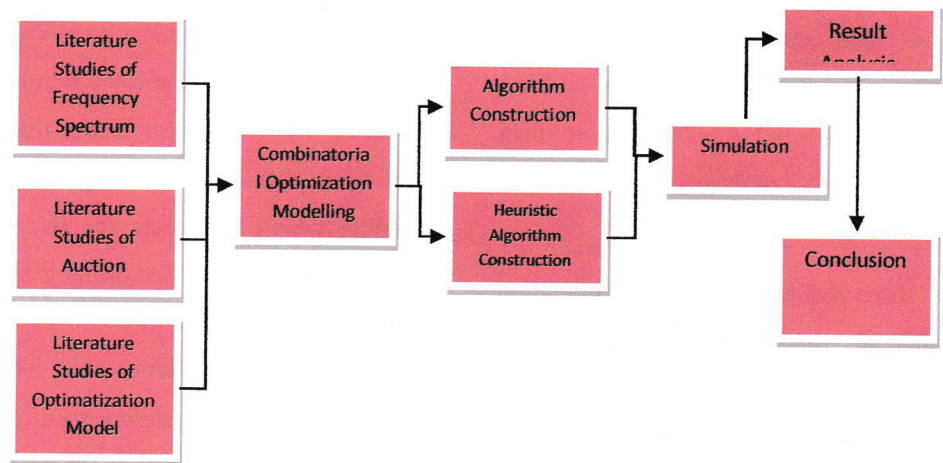 Literature
Studies of
Frequency
Spectrum
Literature
Studies of
Auction
Literature
Studies of
Optimatization
Model
Combinatoria
l Optimization
Modelling
Algorithm
Construction
Heuristic
Algorithm
Construction
Simulation
Result
Analysis
Conclusion